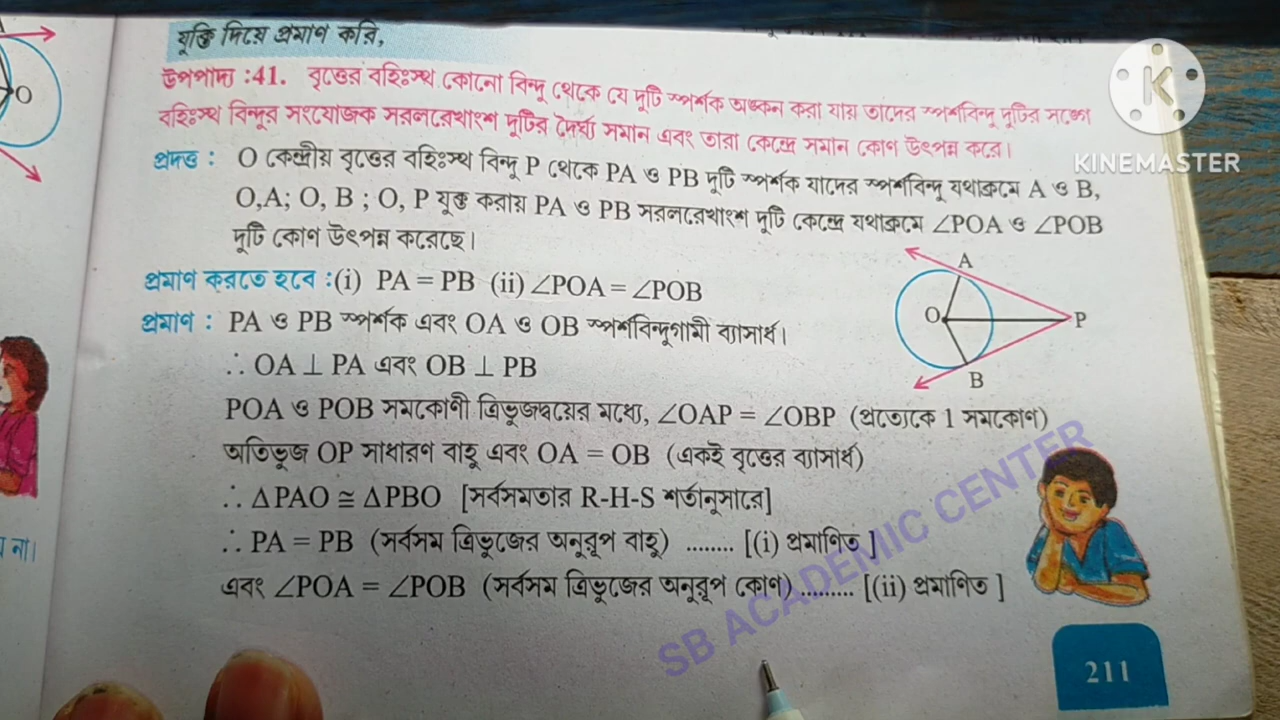 যুক্তি দিয়ে প্রমাণ করি,
উপপাদ্য :41. বৃত্তের বহিঃস্থ কোনো বিন্দু থেকে যে দুটি স্পর্শক অঙ্কন করা যায় তাদের স্পর্শবিন্দু দুটির সঙ্গে
বহিঃস্থ বিন্দুর সংযোজক সরলরেখাংশ দুটির দৈর্ঘ্য সমান এবং তারা কেন্দ্রে সমান কোণ উৎপন্ন করে।
প্রদত্ত : O কেন্দ্রীয় বৃত্তের বহিঃস্থ বিন্দু P থেকে PA ও PB দুটি স্পর্শক যাদের স্পর্শবিন্দু যথাক্রমে A ও B,
O,A; O, B ; O, P যুক্ত করায় PA ও PB সরলরেখাংশ দুটি কেন্দ্রে যথাক্রমে ∠POA ও ∠POB
দুটি কোণ উৎপন্ন করেছে।
প্রমাণ করতে হবে : (i) PA = PB (ii) ∠POA = ∠POB
প্রমাণ : PA ও PB স্পর্শক এবং OA ও OB স্পর্শবিন্দুগামী ব্যাসার্ধ।
∴ OA ⊥ PA এবং OB ⊥ PB
POA ও POB সমকোণী ত্রিভুজদ্বয়ের মধ্যে, ∠OAP = ∠OBP (প্রত্যেকে 1 সমকোণ)
অতিভুজ OP সাধারণ বাহু এবং OA = OB (একই বৃত্তের ব্যাসার্ধ)
∴ ΔPAO ≅ ΔPBO [সর্বসমতার R-H-S শর্তানুসারে]
∴ PA = PB (সর্বসম ত্রিভুজের অনুরূপ বাহু) ........ [(i) প্রমাণিত ]
এবং ∠POA = ∠POB (সর্বসম ত্রিভুজের অনুরূপ কোণ) ......... [(ii) প্রমাণিত ]
A
O
P
B
O
না।
211
K
KINEMASTER
SB ACADEMIC CENTER